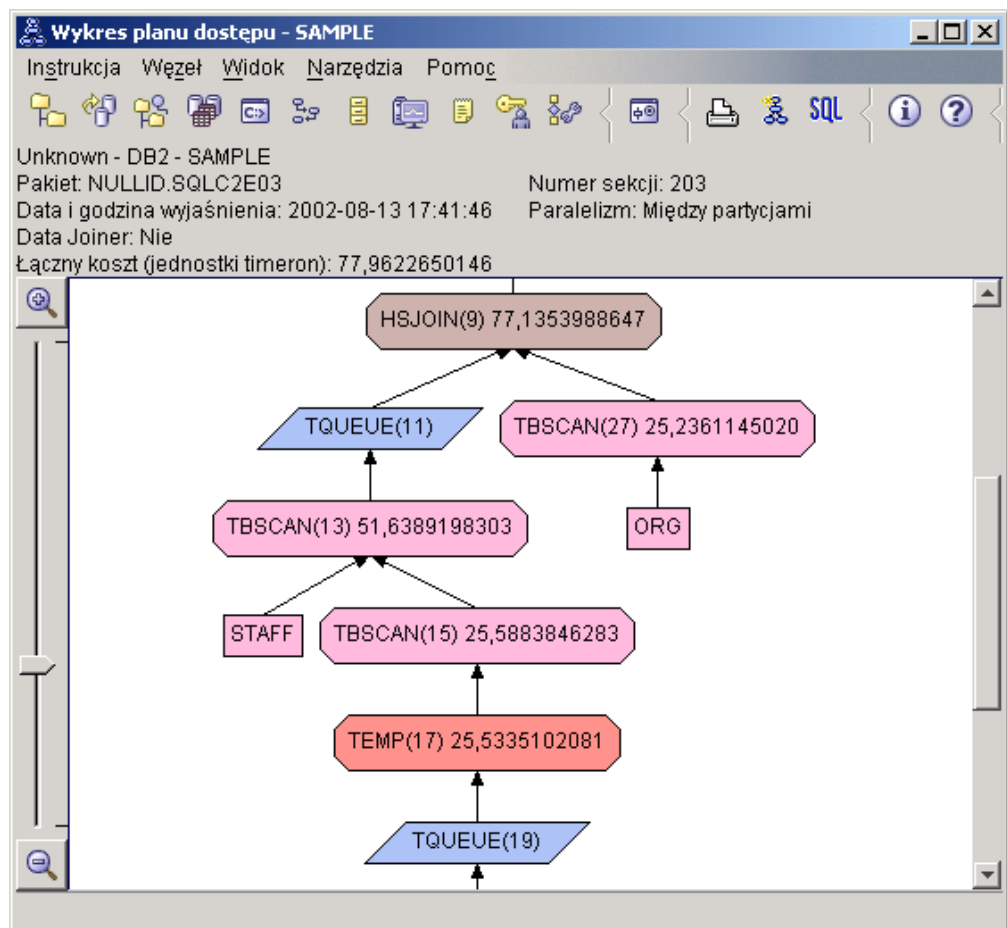 Wykres planu dostępu - SAMPLE
Instrukcja Węzeł Widok Narzędzia Pomoc
SQL
Unknown - DB2 - SAMPLE
Pakiet: NULLID.SQLC2E03 Numer sekcji: 203
Data i godzina wyjaśnienia: 2002-08-13 17:41:46 Paralelizm: Między partycjami
Data Joiner: Nie
Łączny koszt (jednostki timeron): 77,9622650146
HSJOIN(9) 77,1353988647
TQUEUE(11) TBSCAN(27) 25,2361145020
TBSCAN(13) 51,6389198303 ORG
STAFF TBSCAN(15) 25,5883846283
TEMP(17) 25,5335102081
TQUEUE(19)